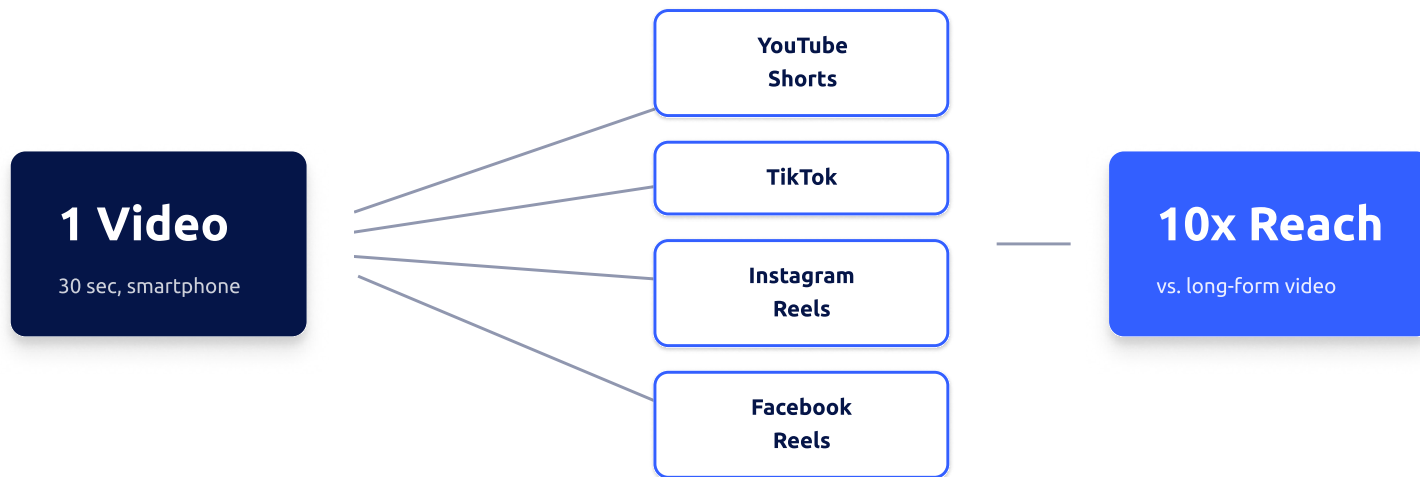 1 Video
30 sec, smartphone
YouTube
Shorts
TikTok
Instagram
Reels
Facebook
Reels
10x Reach
vs. long-form video